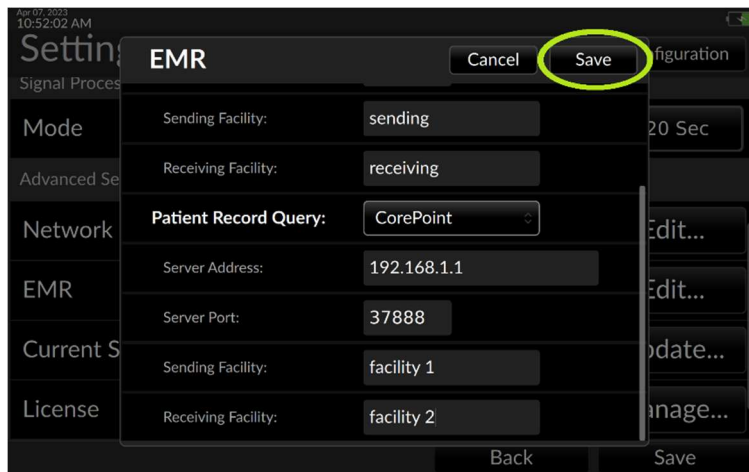 Apr 07, 2023
10:52:02 AM
Setting
figuration
EMR
Cancel
Save
Signal Proces
Sending Facility: sending
Mode
20 Sec
Receiving Facility: receiving
Advanced Se
Patient Record Query: CorePoint
Network
Edit...
Server Address: 192.168.1.1
EMR
Edit...
Server Port: 37888
Current S
pdate...
Sending Facility: facility 1
License
anage...
Receiving Facility: facility 2
Back
Save